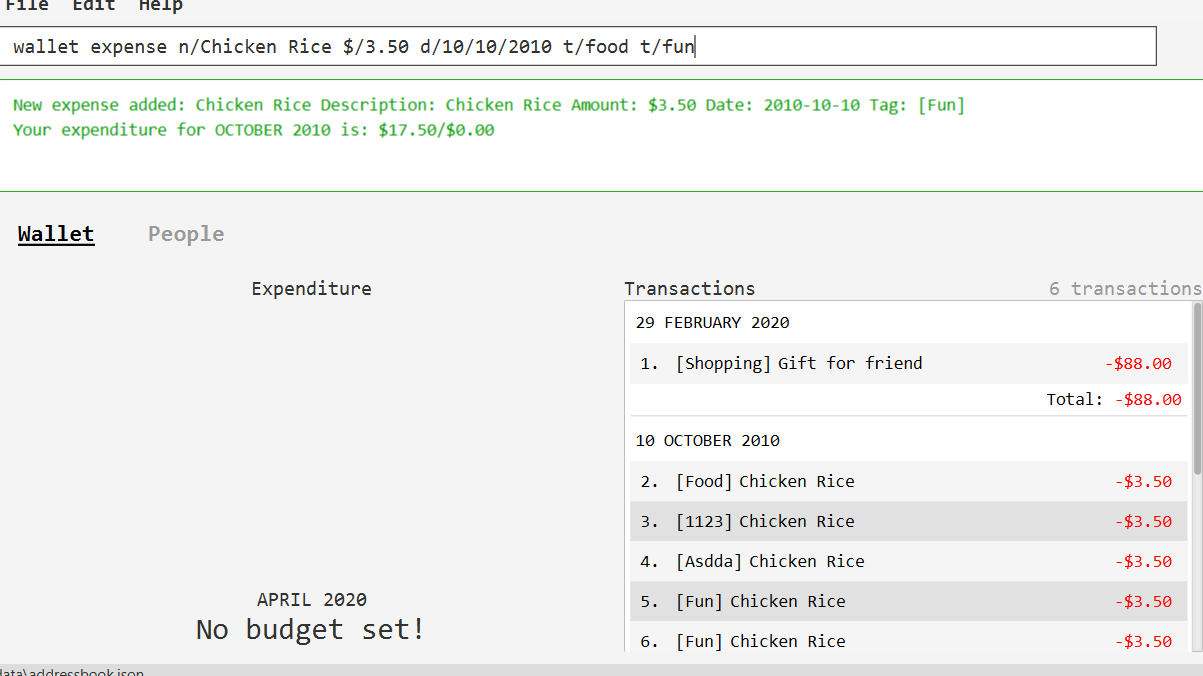 File Edit Help
wallet expense n/Chicken Rice $/3.50 d/10/10/2010 t/food t/fun
New expense added: Chicken Rice Description: Chicken Rice Amount: $3.50 Date: 2010-10-10 Tag: [Fun]
Your expenditure for OCTOBER 2010 is: $17.50/$0.00
Wallet People
Expenditure
Transactions 6 transactions
29 FEBRUARY 2020
1. [Shopping] Gift for friend -$88.00
Total: -$88.00
10 OCTOBER 2010
2. [Food] Chicken Rice -$3.50
3. [1123] Chicken Rice -$3.50
4. [Asdda] Chicken Rice -$3.50
5. [Fun] Chicken Rice -$3.50
6. [Fun] Chicken Rice -$3.50
APRIL 2020
No budget set!
data\addressbook.json